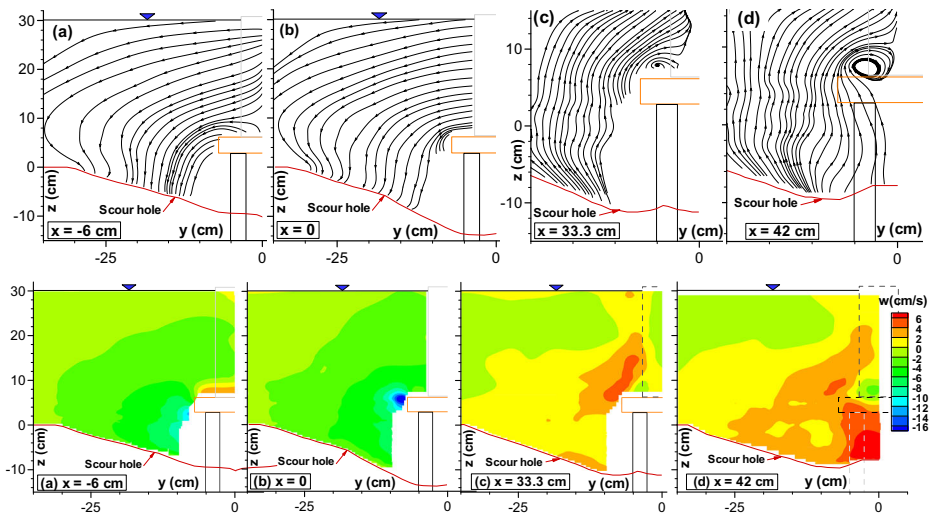 (a)
(b)
(c)
(d)
30
20
10
0
-10
z (cm)
z (cm)
z (cm)
z (cm)
10
0
-10
Scour hole
Scour hole
Scour hole
Scour hole
x = -6 cm
y (cm)
x = 0
y (cm)
x = 33.3 cm
y (cm)
x = 42 cm
y (cm)
-25
0
-25
0
-25
0
-25
0
30
20
10
0
-10
z (cm)
z (cm)
z (cm)
z (cm)
w(cm/s)
6
4
2
0
-2
-4
-6
-8
-10
-12
-14
-16
Scour hole
Scour hole
Scour hole
Scour hole
(a) x = -6 cm
y (cm)
(b) x = 0
y (cm)
(c) x = 33.3 cm
y (cm)
(d) x = 42 cm
y (cm)
-25
0
-25
0
-25
0
-25
0